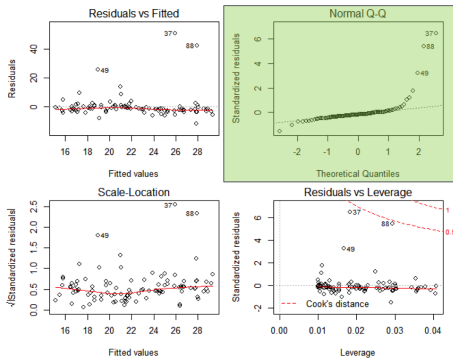 Residuals vs Fitted
Residuals
-20 0 20 40
37
88
49
16 18 20 22 24 26 28
Fitted values
Normal Q-Q
Standardized residuals
-2 0 2 4 6
37
88
49
-2 -1 0 1 2
Theoretical Quantiles
Scale-Location
√|Standardized residuals|
0.0 0.5 1.0 1.5 2.0 2.5
37
88
49
16 18 20 22 24 26 28
Fitted values
Residuals vs Leverage
Standardized residuals
-2 0 2 4 6
37
88
49
1
0.5
Cook's distance
0.00 0.01 0.02 0.03 0.04
Leverage